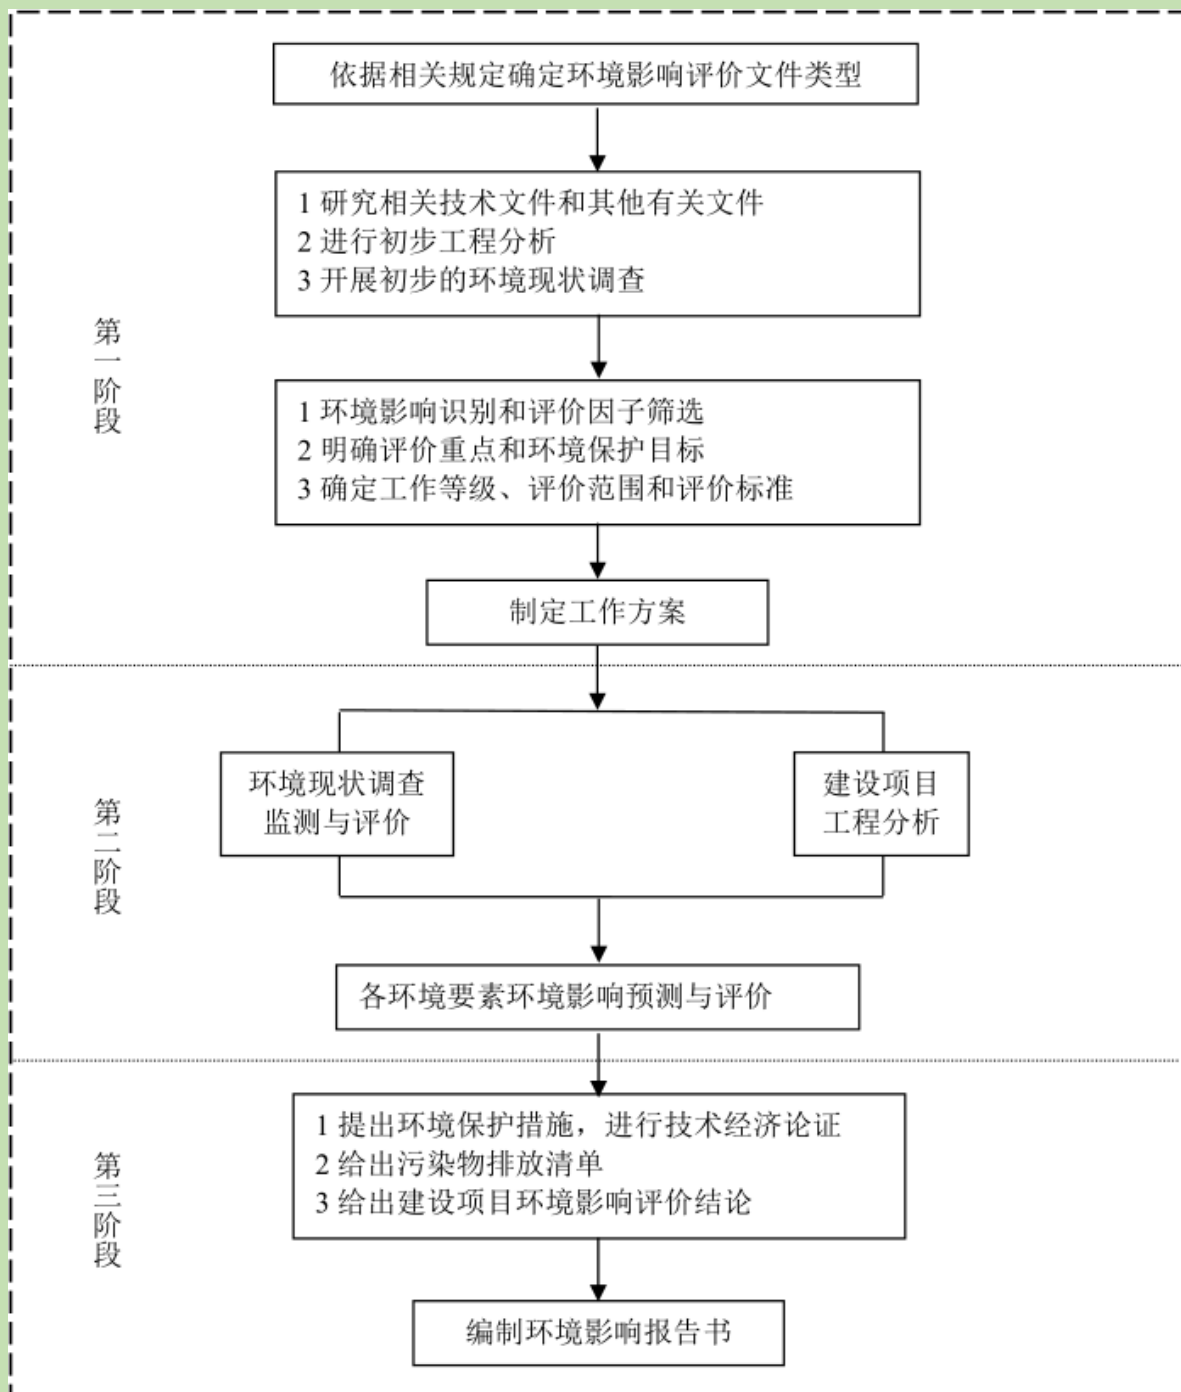 依据相关规定确定环境影响评价文件类型
1 研究相关技术文件和其他有关文件
2 进行初步工程分析
3 开展初步的环境现状调查
第一阶段
1 环境影响识别和评价因子筛选
2 明确评价重点和环境保护目标
3 确定工作等级、评价范围和评价标准
制定工作方案
第二阶段
环境现状调查
监测与评价
建设项目
工程分析
各环境要素环境影响预测与评价
第三阶段
1 提出环境保护措施，进行技术经济论证
2 给出污染物排放清单
3 给出建设项目环境影响评价结论
编制环境影响报告书